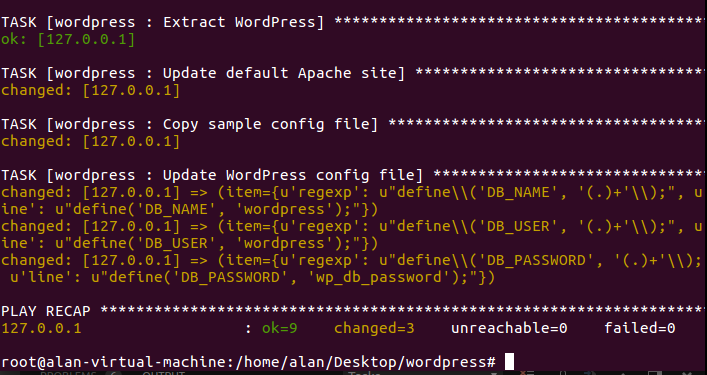 TASK [wordpress : Extract WordPress] ******************************************
ok: [127.0.0.1]
TASK [wordpress : Update default Apache site] *********************************
changed: [127.0.0.1]
TASK [wordpress : Copy sample config file] ************************************
changed: [127.0.0.1]
TASK [wordpress : Update WordPress config file] *******************************
changed: [127.0.0.1] => (item={u'regexp': u"define\\('DB_NAME', '(.)+'\\);", u
ine': u"define('DB_NAME', 'wordpress');"})
changed: [127.0.0.1] => (item={u'regexp': u"define\\('DB_USER', '(.)+'\\);", u
ine': u"define('DB_USER', 'wordpress');"})
changed: [127.0.0.1] => (item={u'regexp': u"define\\('DB_PASSWORD', '(.)+'\\);
u'line': u"define('DB_PASSWORD', 'wp_db_password');"})
PLAY RECAP ********************************************************************
127.0.0.1 : ok=9 changed=3 unreachable=0 failed=0
root@alan-virtual-machine:/home/alan/Desktop/wordpress#
PROBLEMS OUTPUT Tasks